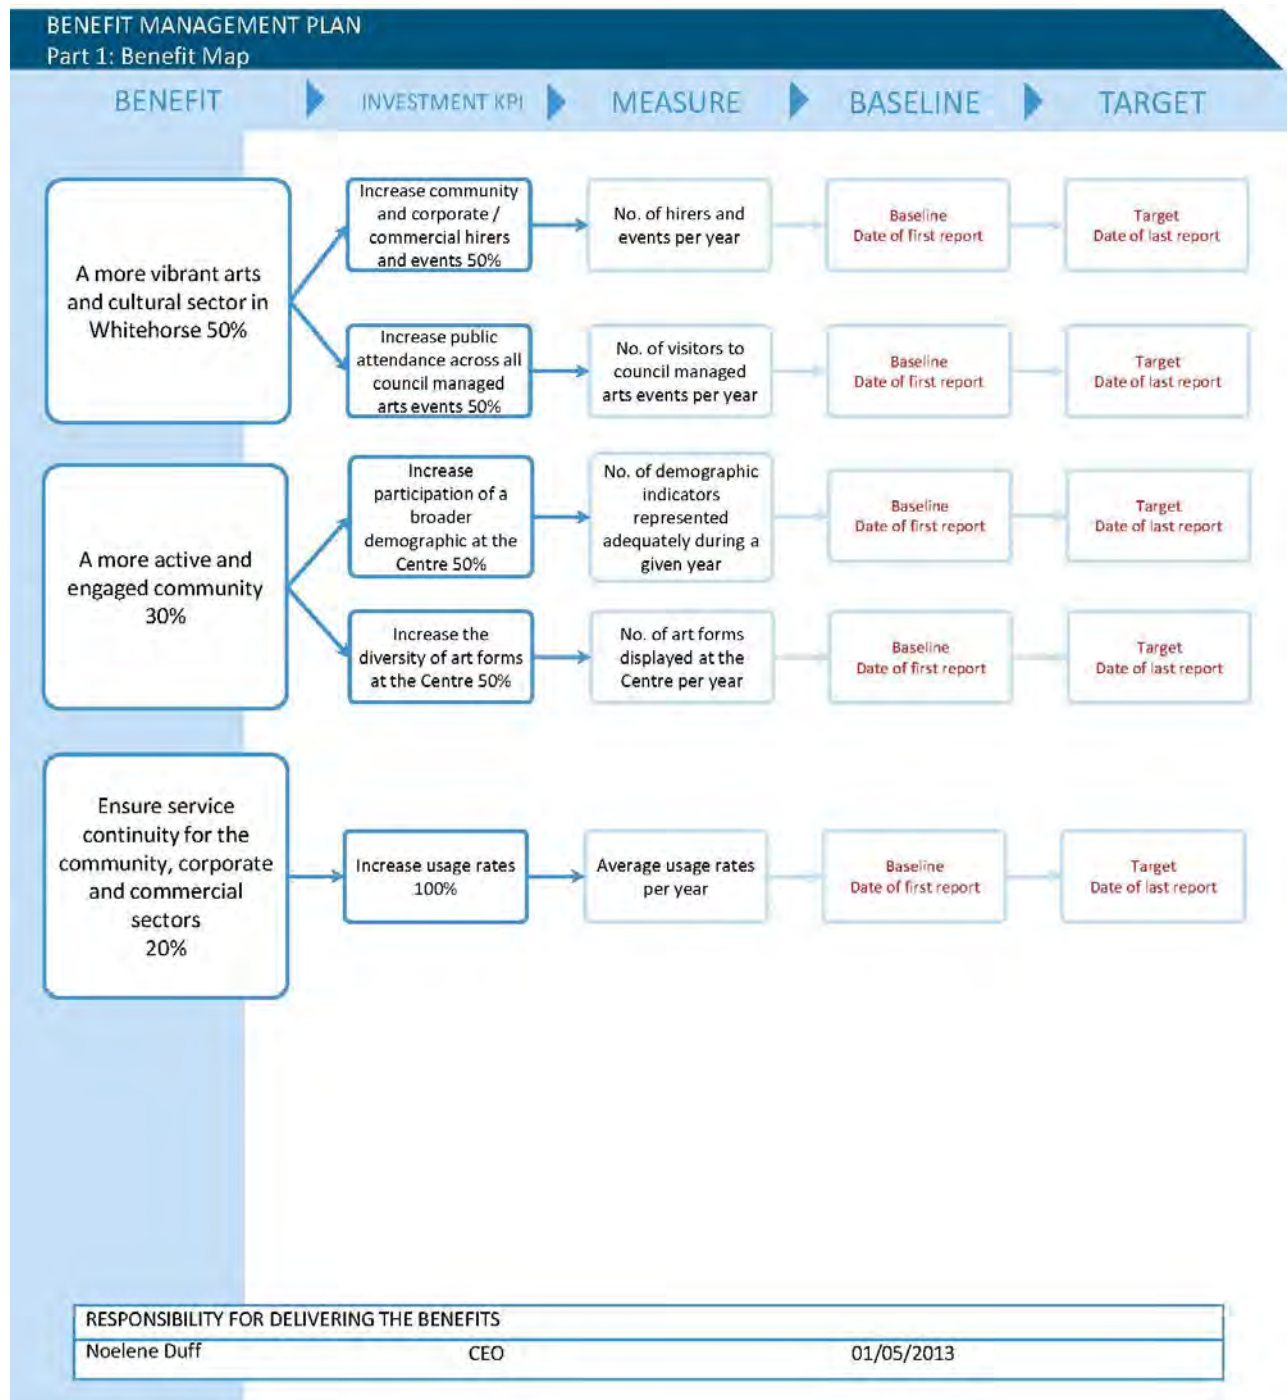 BENEFIT MANAGEMENT PLAN
Part 1: Benefit Map
BENEFIT
INVESTMENT KPI
MEASURE
BASELINE
TARGET
A more vibrant arts
and cultural sector in
Whitehorse 50%
Increase community
and corporate /
commercial hirers
and events 50%
No. of hirers and
events per year
Baseline
Date of first report
Target
Date of last report
Increase public
attendance across all
council managed
arts events 50%
No. of visitors to
council managed
arts events per year
Baseline
Date of first report
Target
Date of last report
A more active and
engaged community
30%
Increase
participation of a
broader
demographic at the
Centre 50%
No. of demographic
indicators
represented
adequately during a
given year
Baseline
Date of first report
Target
Date of last report
Increase the
diversity of art forms
at the Centre 50%
No. of art forms
displayed at the
Centre per year
Baseline
Date of first report
Target
Date of last report
Ensure service
continuity for the
community, corporate
and commercial
sectors
20%
Increase usage rates
100%
Average usage rates
per year
Baseline
Date of first report
Target
Date of last report
RESPONSIBILITY FOR DELIVERING THE BENEFITS
Noelene Duff CEO 01/05/2013